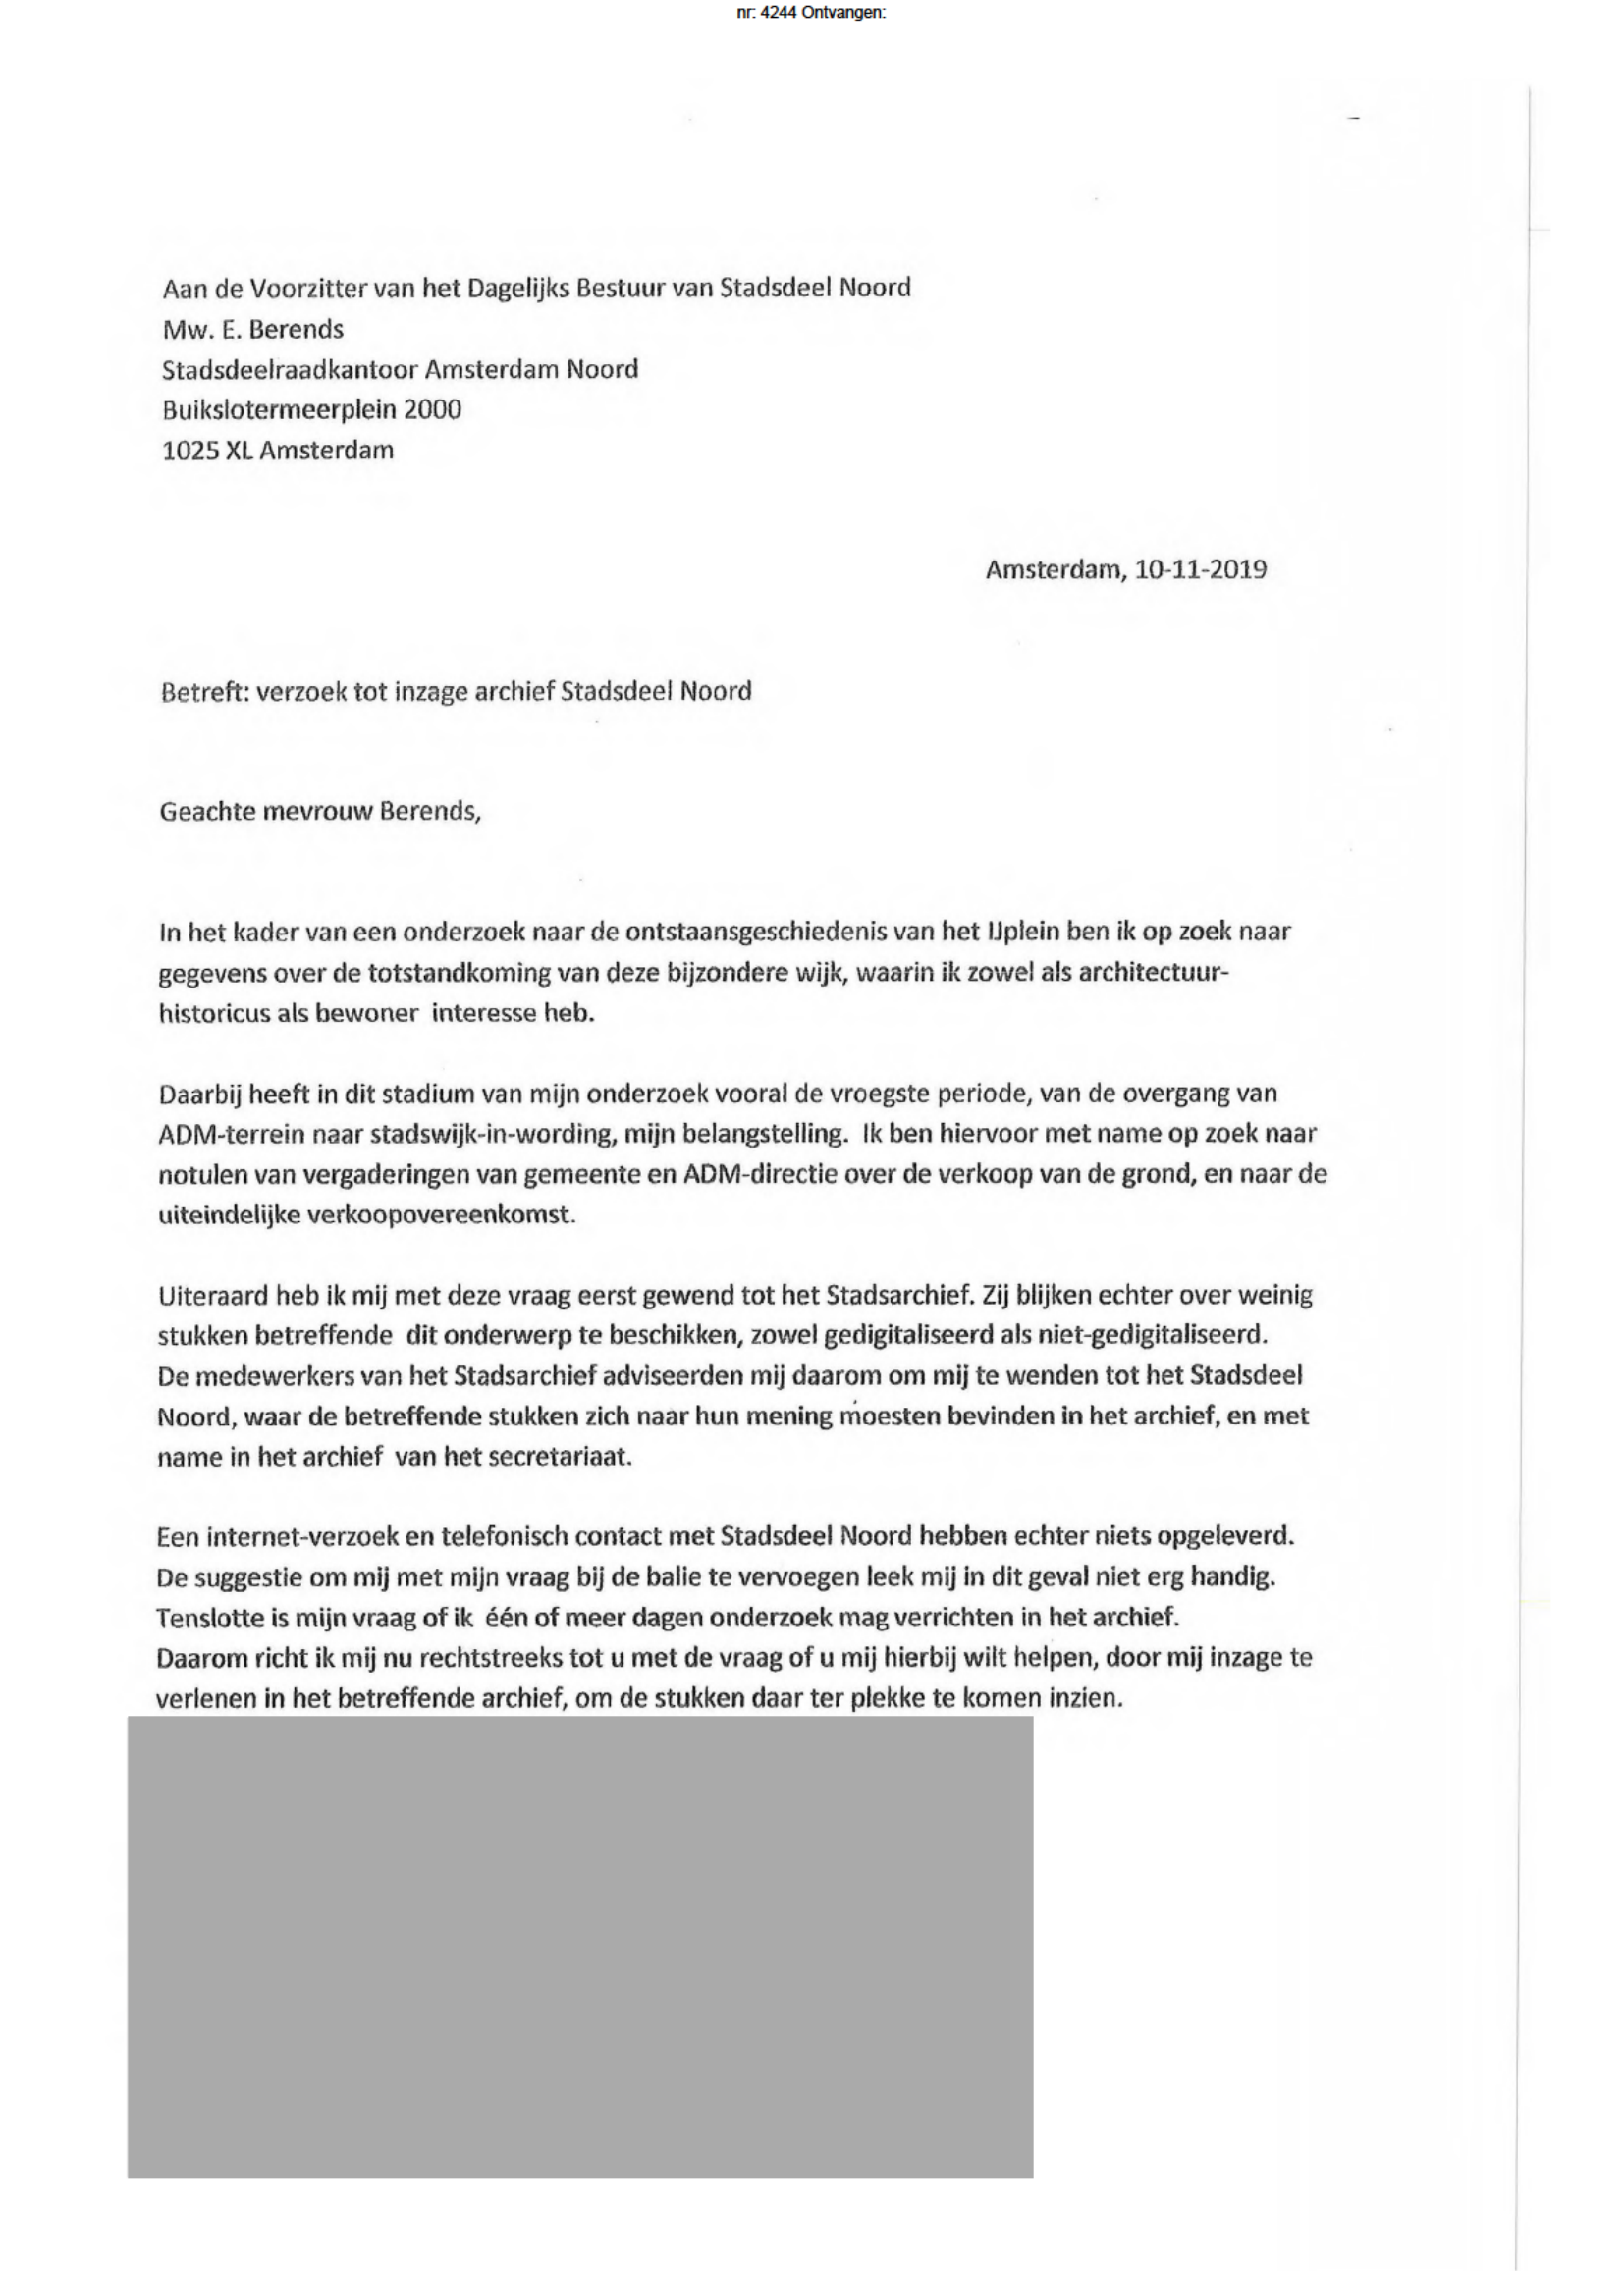 nr: 4244 Ontvangen:
Aan de Voorzitter van het Dagelijks Bestuur van Stadsdeel Noord
Mw. E. Berends
Stadsdeelraadkantoor Amsterdam Noord
Buikslotermeerplein 2000
1025 XL Amsterdam
Amsterdam, 10-11-2019
Betreft: verzoek tot inzage archief Stadsdeel Noord
Geachte mevrouw Berends,
In het kader van een onderzoek naar de ontstaansgeschiedenis van het IJplein ben ik op zoek naar
gegevens over de totstandkoming van deze bijzondere wijk, waarin ik zowel als architectuur-
historicus als bewoner interesse heb.
Daarbij heeft in dit stadium van mijn onderzoek vooral de vroegste periode, van de overgang van
ADM-terrein naar stadswijk-in-wording, mijn belangstelling. Ik ben hiervoor met name op zoek naar
notulen van vergaderingen van gemeente en ADM-directie over de verkoop van de grond, en naar de
uiteindelijke verkoopovereenkomst.
Uiteraard heb ik mij met deze vraag eerst gewend tot het Stadsarchief. Zij blijken echter over weinig
stukken betreffende dit onderwerp te beschikken, zowel gedigitaliseerd als niet-gedigitaliseerd.
De medewerkers van het Stadsarchief adviseerden mij daarom om mij te wenden tot het Stadsdeel
Noord, waar de betreffende stukken zich naar hun mening moesten bevinden in het archief, en met
name in het archief van het secretariaat.
Een internet-verzoek en telefonisch contact met Stadsdeel Noord hebben echter niets opgeleverd.
De suggestie om mij met mijn vraag bij de balie te vervoegen leek mij in dit geval niet erg handig.
Tenslotte is mijn vraag of ik één of meer dagen onderzoek mag verrichten in het archief.
Daarom richt ik mij nu rechtstreeks tot u met de vraag of u mij hierbij wilt helpen, door mij inzage te
verlenen in het betreffende archief, om de stukken daar ter plekke te komen inzien.